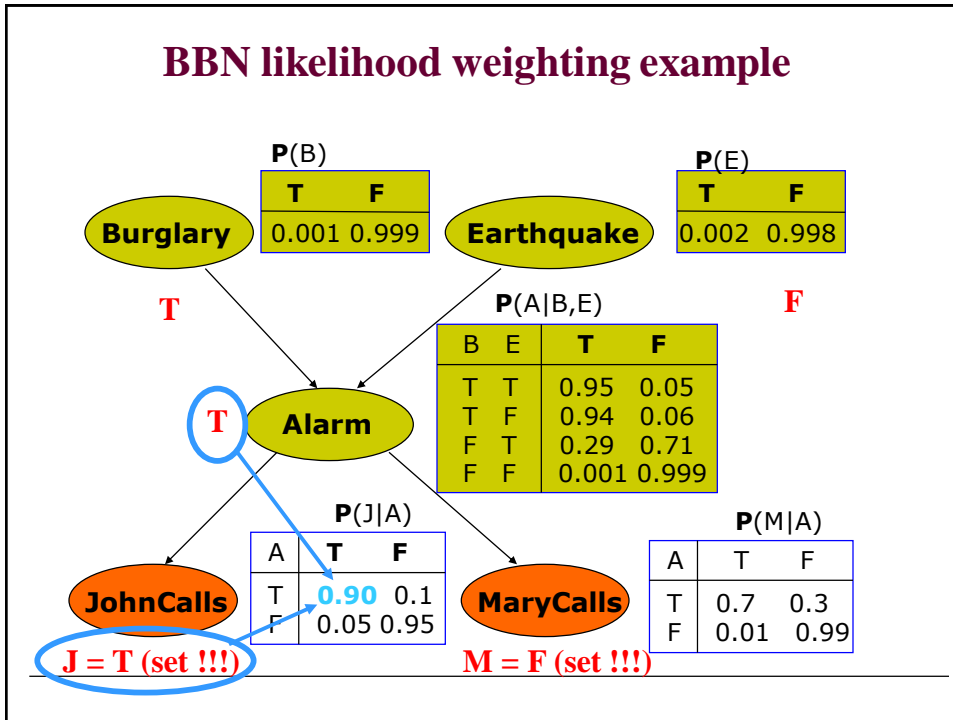 BBN likelihood weighting example
P(B)
T F
0.001 0.999
P(E)
T F
0.002 0.998
Burglary
Earthquake
T
F
P(A|B,E)
B E T F
T T 0.95 0.05
T F 0.94 0.06
F T 0.29 0.71
F F 0.001 0.999
T
Alarm
P(J|A)
A T F
T 0.90 0.1
F 0.05 0.95
P(M|A)
A T F
T 0.7 0.3
F 0.01 0.99
JohnCalls
MaryCalls
J = T (set !!!)
M = F (set !!!)